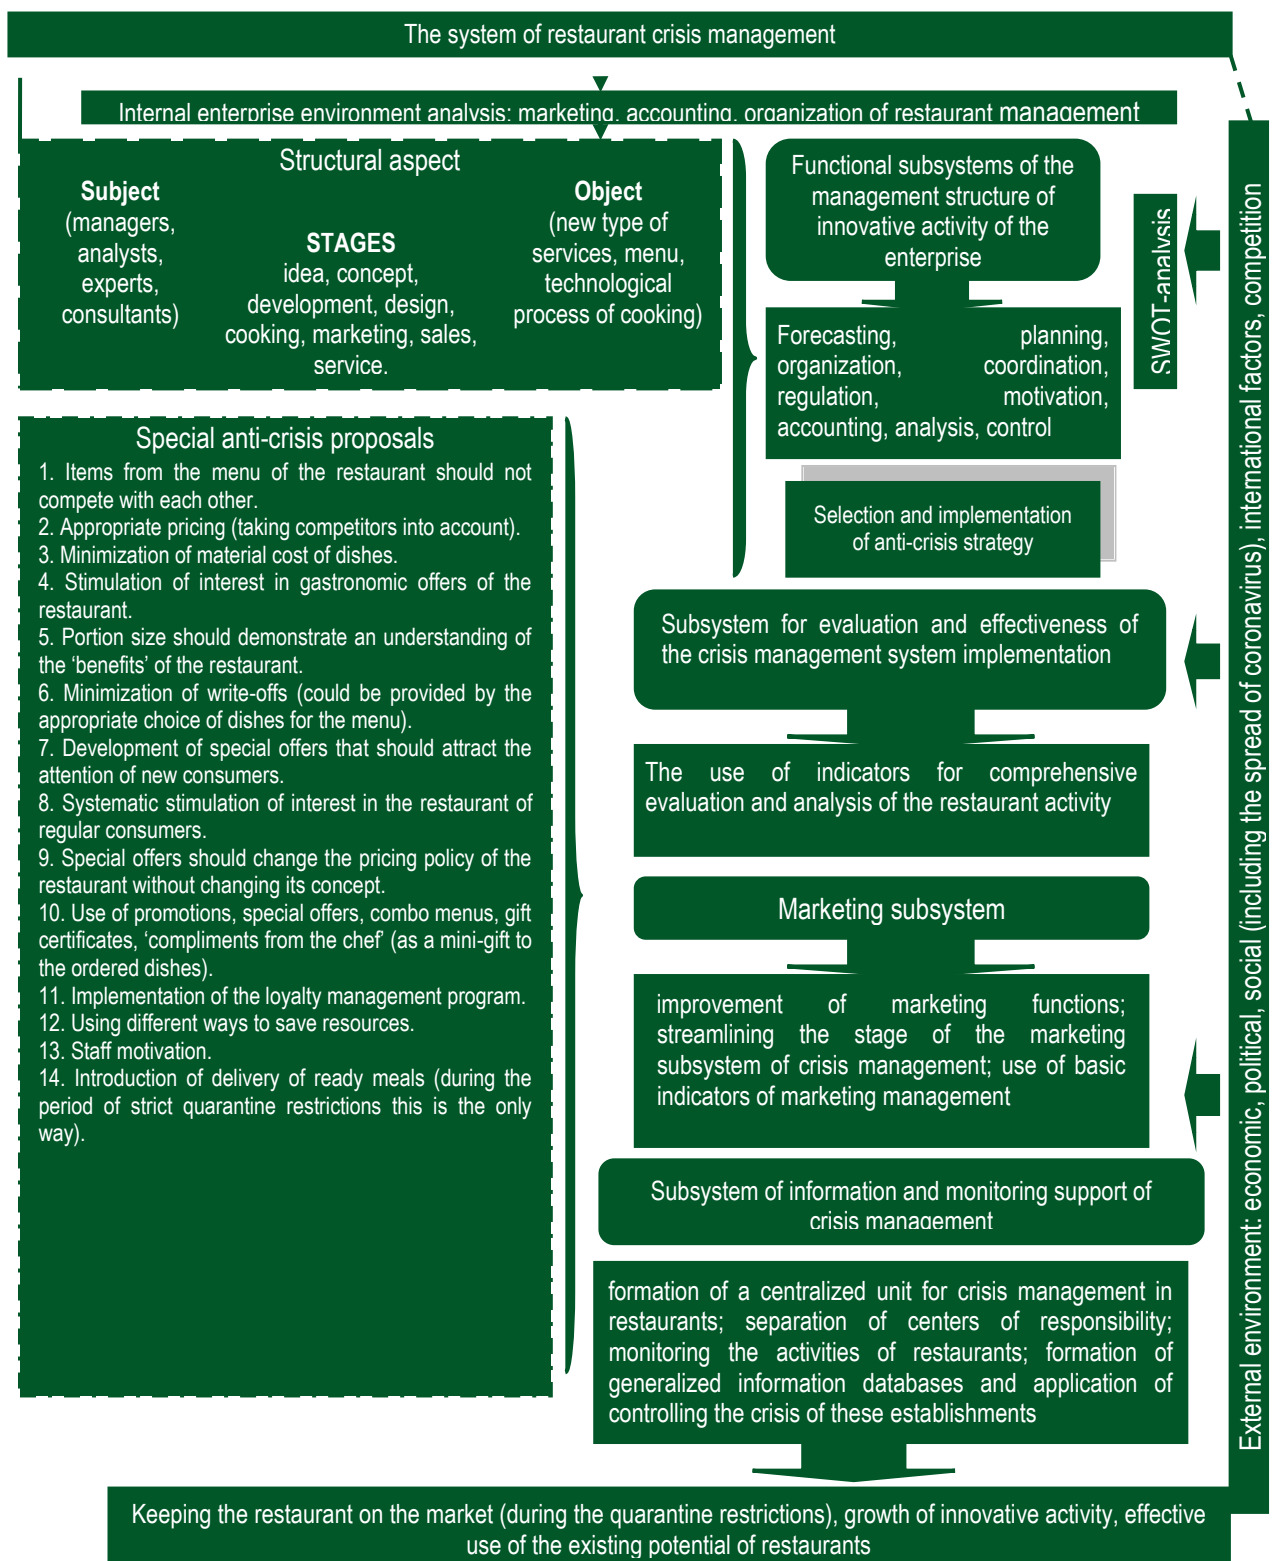 The system of restaurant crisis management
Internal enterprise environment analysis: marketing, accounting, organization of restaurant management
Structural aspect
Subject
(managers,
analysts,
experts,
consultants)
STAGES
idea, concept,
development, design,
cooking, marketing, sales,
service.
Object
(new type of
services, menu,
technological
process of cooking)
Functional subsystems of the
management structure of
innovative activity of the
enterprise
Forecasting, planning,
organization, coordination,
regulation, motivation,
accounting, analysis, control
Selection and implementation
of anti-crisis strategy
SWOT-analysis
Special anti-crisis proposals
1. Items from the menu of the restaurant should not
compete with each other.
2. Appropriate pricing (taking competitors into account).
3. Minimization of material cost of dishes.
4. Stimulation of interest in gastronomic offers of the
restaurant.
5. Portion size should demonstrate an understanding of
the ‘benefits’ of the restaurant.
6. Minimization of write-offs (could be provided by the
appropriate choice of dishes for the menu).
7. Development of special offers that should attract the
attention of new consumers.
8. Systematic stimulation of interest in the restaurant of
regular consumers.
9. Special offers should change the pricing policy of the
restaurant without changing its concept.
10. Use of promotions, special offers, combo menus, gift
certificates, ‘compliments from the chef’ (as a mini-gift to
the ordered dishes).
11. Implementation of the loyalty management program.
12. Using different ways to save resources.
13. Staff motivation.
14. Introduction of delivery of ready meals (during the
period of strict quarantine restrictions this is the only
way).
Subsystem for evaluation and effectiveness of
the crisis management system implementation
The use of indicators for comprehensive
evaluation and analysis of the restaurant activity
Marketing subsystem
improvement of marketing functions;
streamlining the stage of the marketing
subsystem of crisis management; use of basic
indicators of marketing management
Subsystem of information and monitoring support of
crisis management
formation of a centralized unit for crisis management in
restaurants; separation of centers of responsibility;
monitoring the activities of restaurants; formation of
generalized information databases and application of
controlling the crisis of these establishments
External environment: economic, political, social (including the spread of coronavirus), international factors, competition
Keeping the restaurant on the market (during the quarantine restrictions), growth of innovative activity, effective
use of the existing potential of restaurants